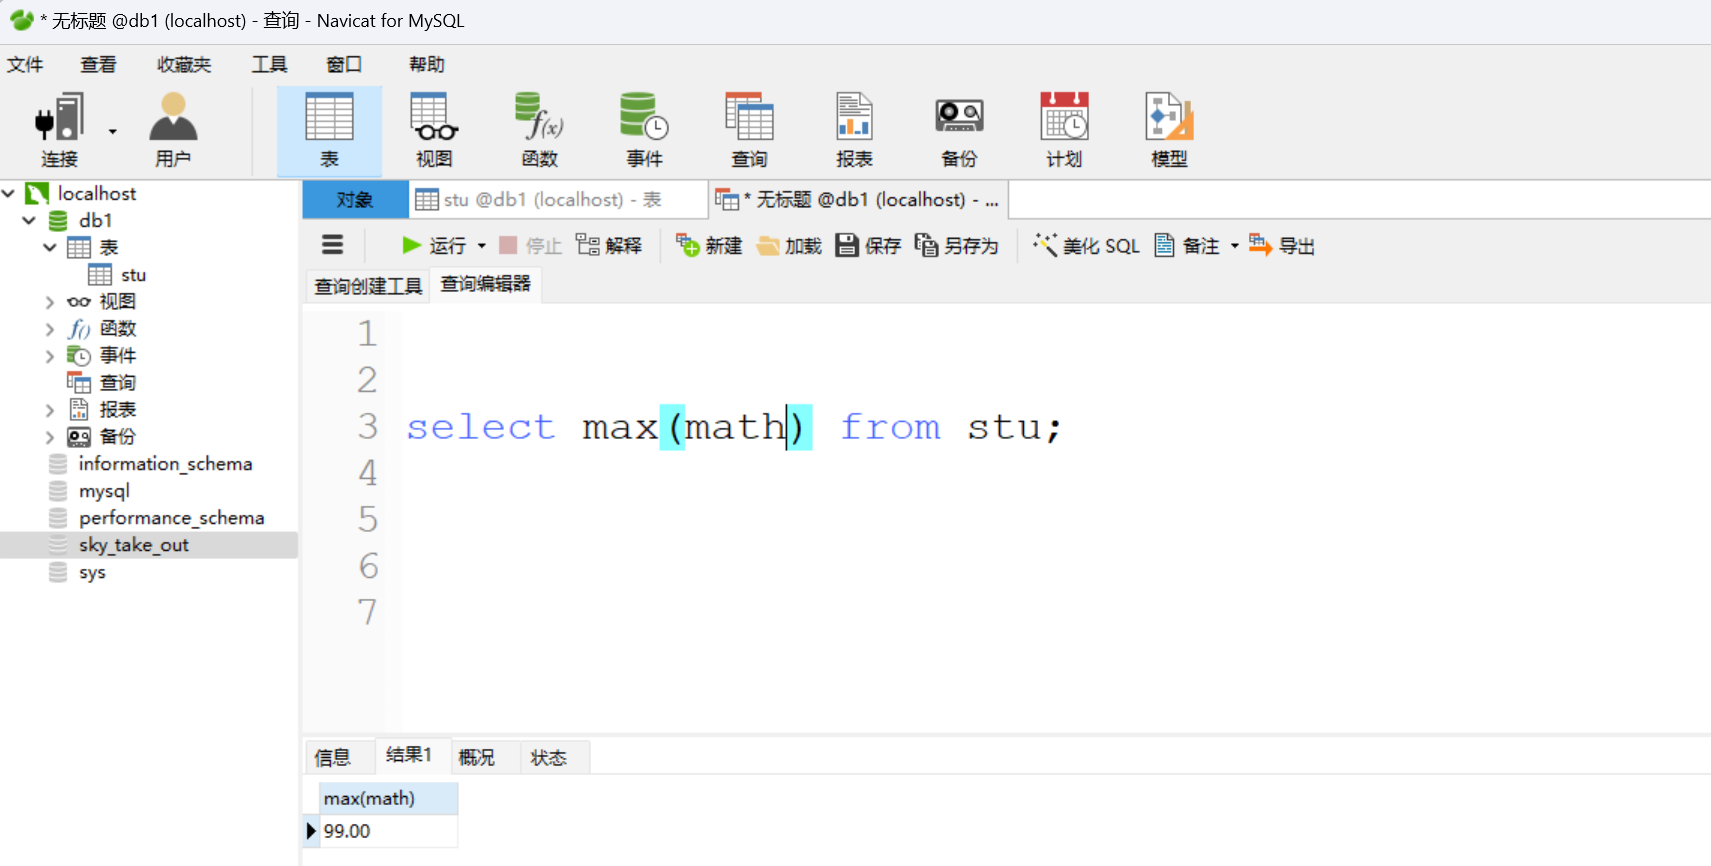 * 无标题 @db1 (localhost) - 查询 - Navicat for MySQL
文件 查看 收藏夹 工具 窗口 帮助
连接 用户 表 视图 函数 事件 查询 报表 备份 计划 模型
localhost
db1
表
stu
视图
函数
事件
查询
报表
备份
information_schema
mysql
performance_schema
sky_take_out
sys
对象 stu @db1 (localhost) - 表 * 无标题 @db1 (localhost) - ...
运行 停止 解释 新建 加载 保存 另存为 美化 SQL 备注 导出
查询创建工具 查询编辑器
1
2
3 select max(math) from stu;
4
5
6
7
信息 结果1 概况 状态
max(math)
99.00